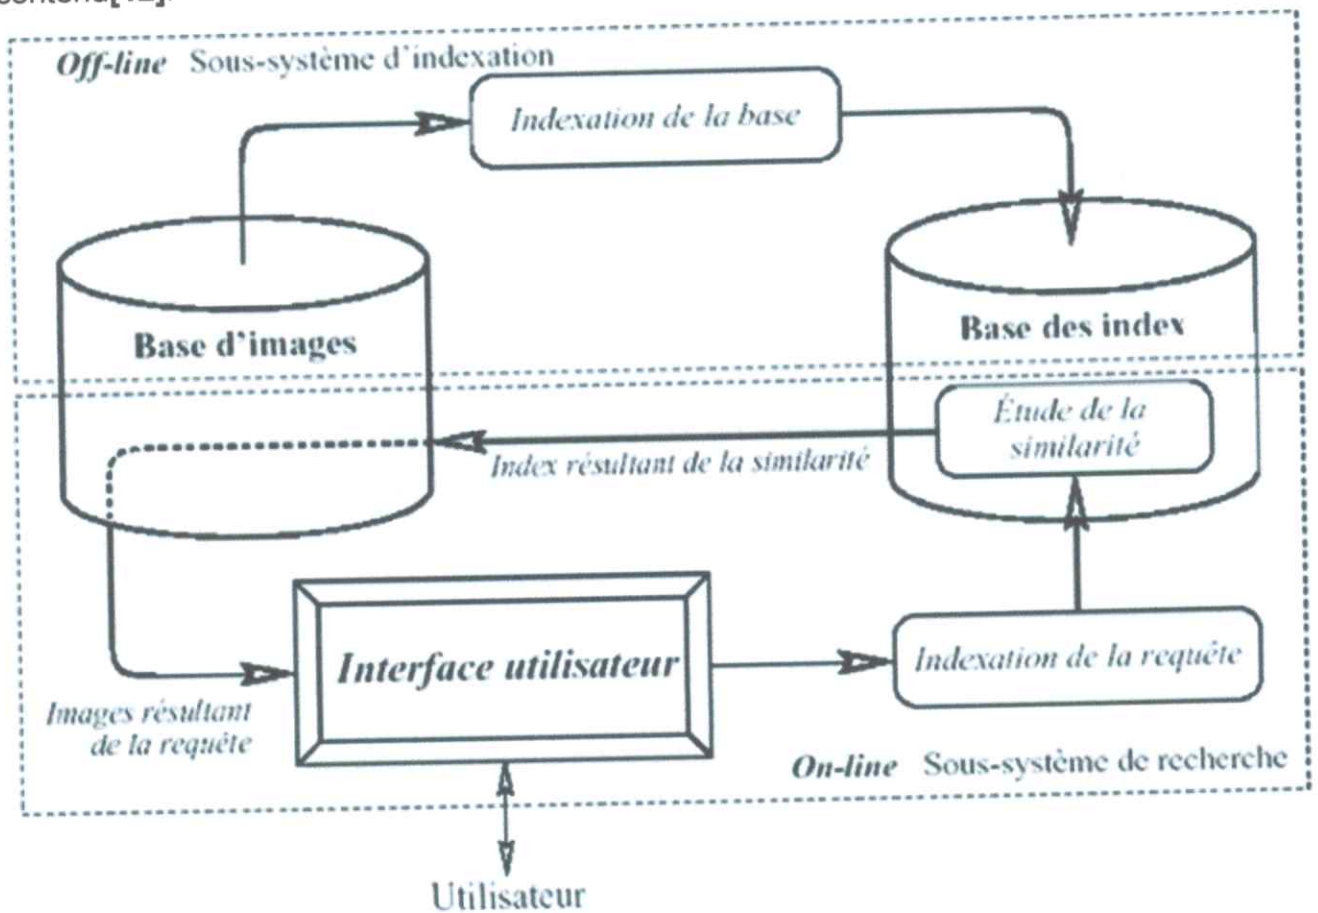 Off-line Sous-système d'indexation
Indexation de la base
Base d'images
Base des index
Étude de la
similarité
Index résultant de la similarité
Interface utilisateur
Indexation de la requête
Images résultant
de la requête
On-line Sous-système de recherche
Utilisateur